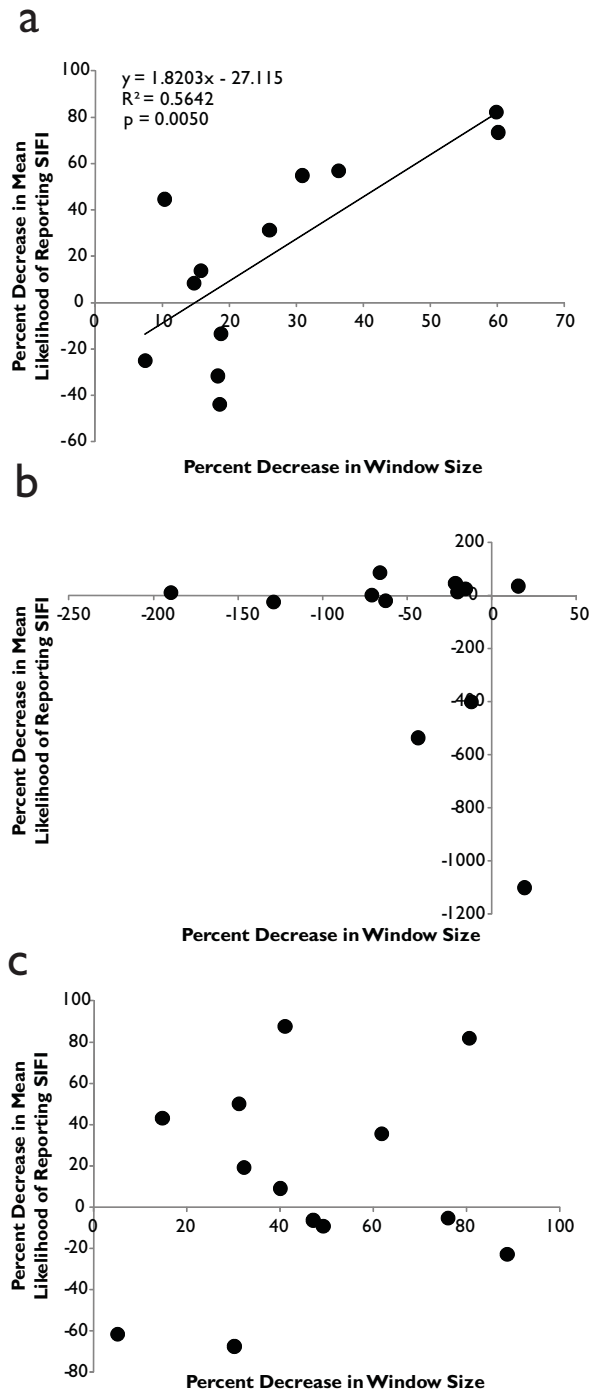 a
y = 1.8203x - 27.115
R² = 0.5642
p = 0.0050
100
80
60
40
20
0
-20
-40
-60
0 10 20 30 40 50 60 70
Percent Decrease in Mean
Likelihood of Reporting SIFI
Percent Decrease in Window Size
b
200
0
-200
-400
-600
-800
-1000
-1200
-250 -200 -150 -100 -50 0 50
Percent Decrease in Mean
Likelihood of Reporting SIFI
Percent Decrease in Window Size
c
100
80
60
40
20
0
-20
-40
-60
-80
0 20 40 60 80 100
Percent Decrease in Mean
Likelihood of Reporting SIFI
Percent Decrease in Window Size